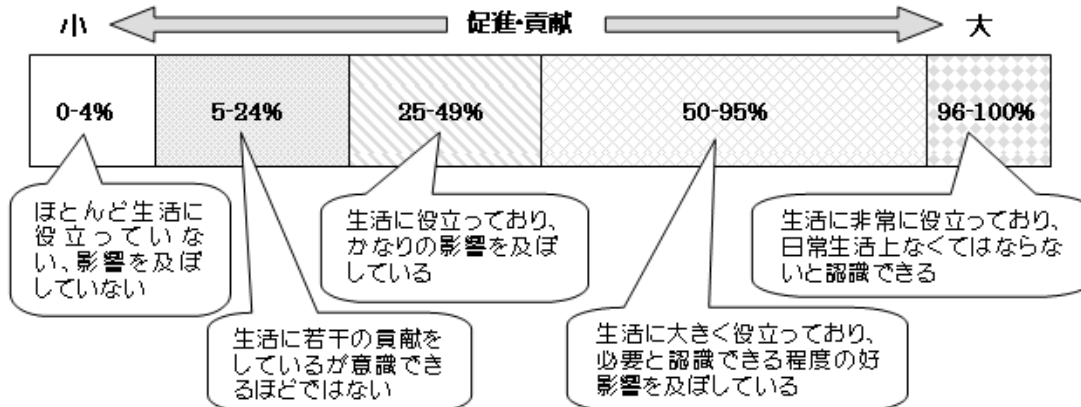 小 促進・貢献 大
0-4% 5-24% 25-49% 50-95% 96-100%
ほとんど生活に
役立っていな
い、影響を及ぼ
していない
生活に若干の貢献を
しているが意識でき
るほどではない
生活に役立っており、
かなりの影響を及ぼ
している
生活に大きく役立っており、
必要と認識できる程度の好
影響を及ぼしている
生活に非常に役立っており、
日常生活上なくてはならな
いと認識できる